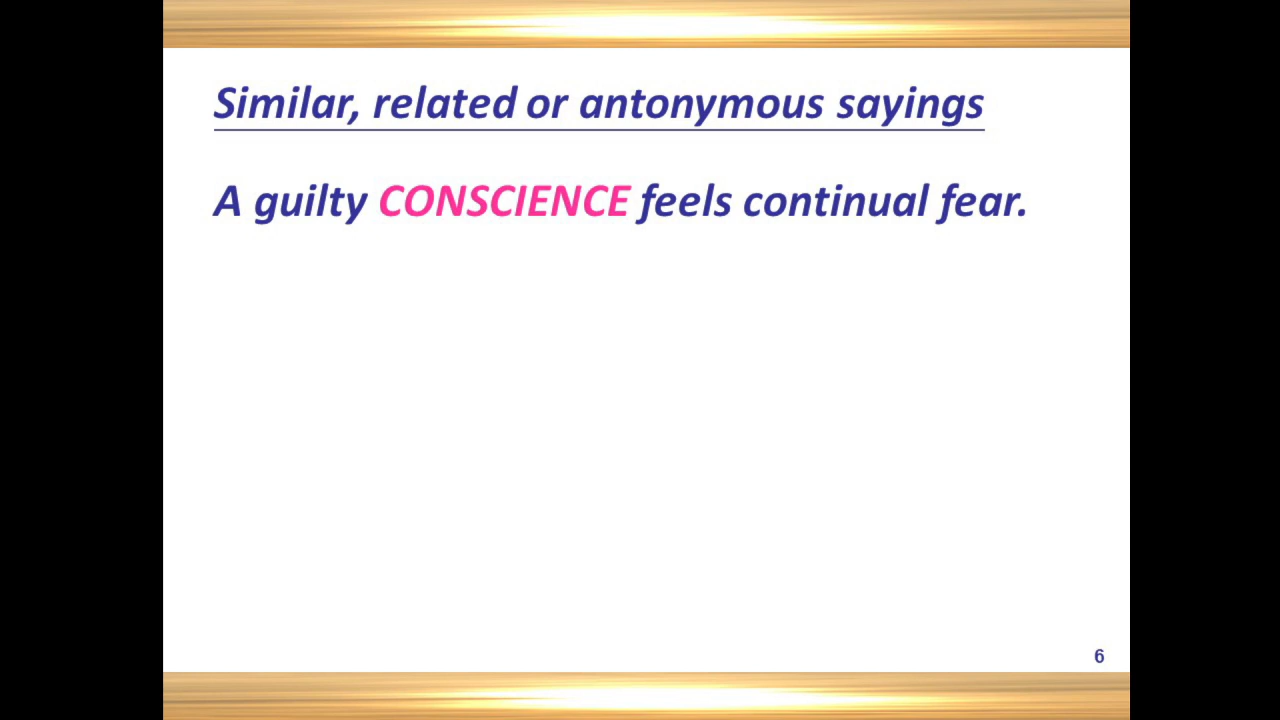 Similar, related or antonymous sayings
A guilty CONSCIENCE feels continual fear.
6